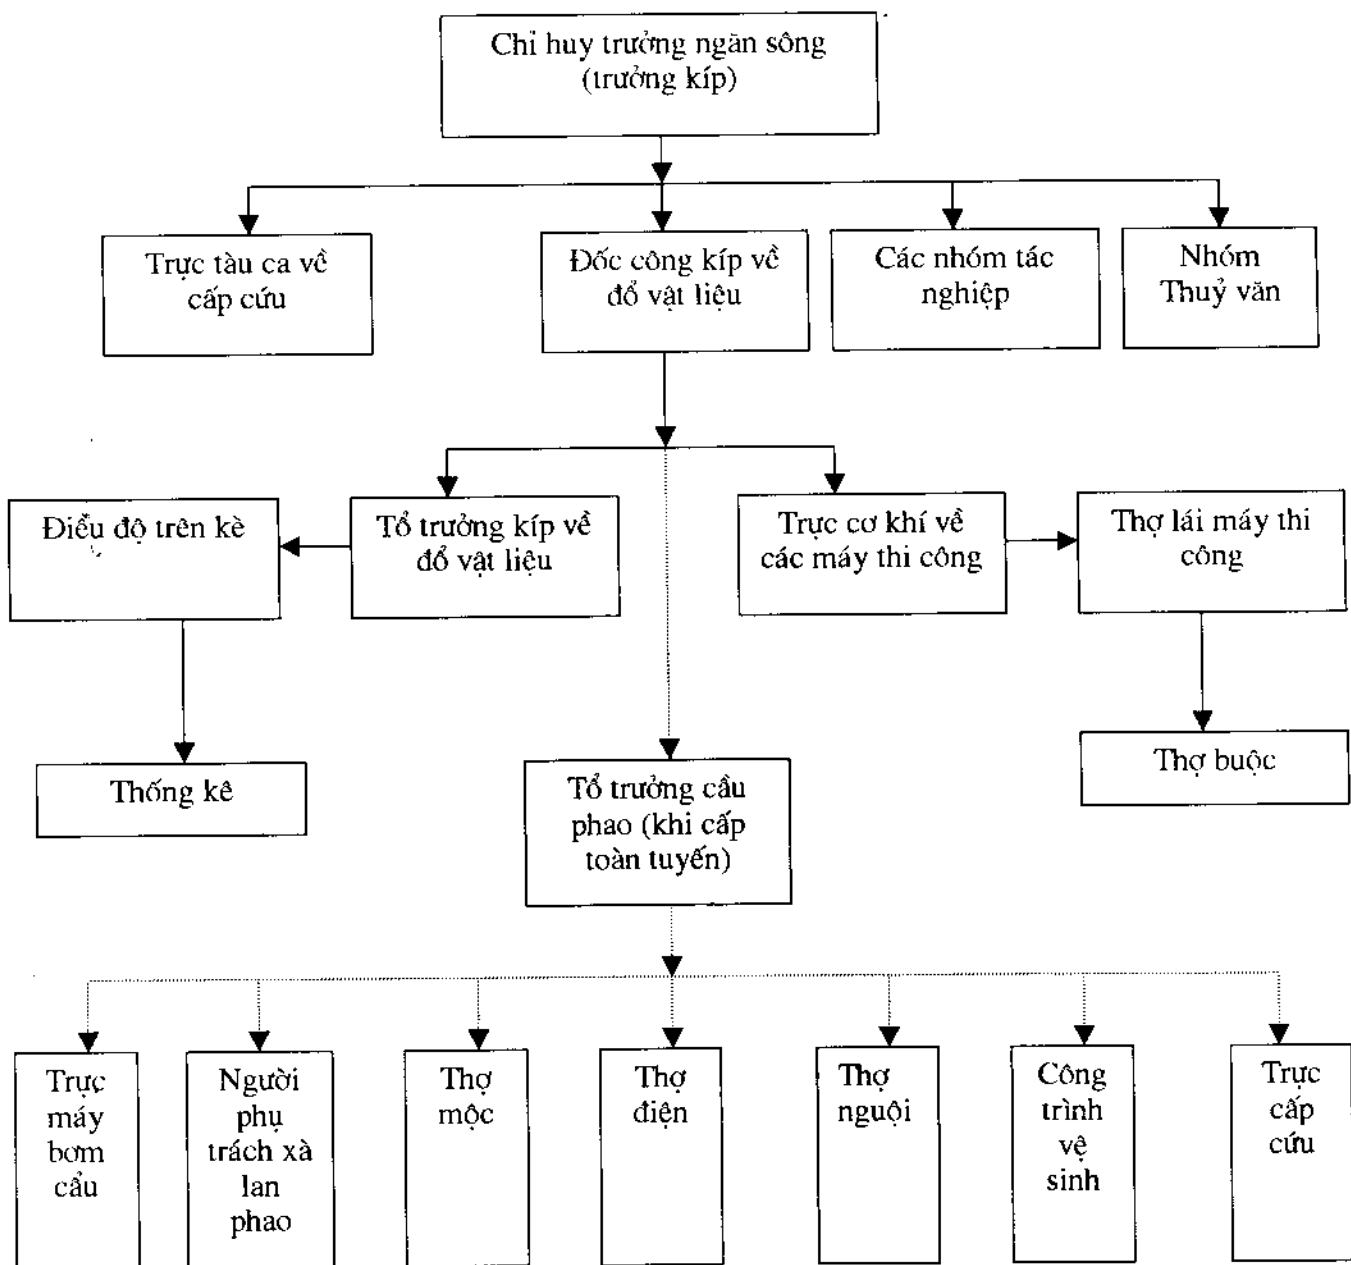 Chỉ huy trưởng ngăn sông
(trưởng kíp)
Trực tàu ca về
cấp cứu
Đốc công kíp về
đổ vật liệu
Các nhóm tác
nghiệp
Nhóm
Thuỷ văn
Điều độ trên kè
Tổ trưởng kíp về
đổ vật liệu
Trực cơ khí về
các máy thi công
Thợ lái máy thi
công
Thống kê
Tổ trưởng cầu
phao (khi cấp
toàn tuyến)
Thợ buộc
Trực
máy
bơm
cẩu
Người
phụ
trách xà
lan
phao
Thợ
mộc
Thợ
điện
Thợ
nguội
Công
trình
vệ
sinh
Trực
cấp
cứu